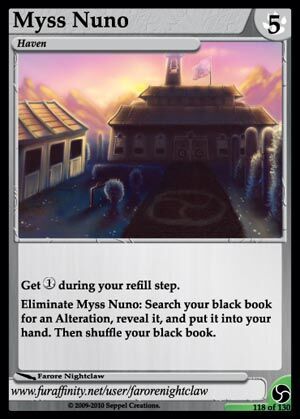 Myss Nuno
5
Haven
Get 1 during your refill step.
Eliminate Myss Nuno: Search your black book
for an Alteration, reveal it, and put it into your
hand. Then shuffle your black book.
Farore Nightclaw
www.furaffinity.net/user/farorenightclaw
© 2009-2010 Seppel Creations.
118 of 130